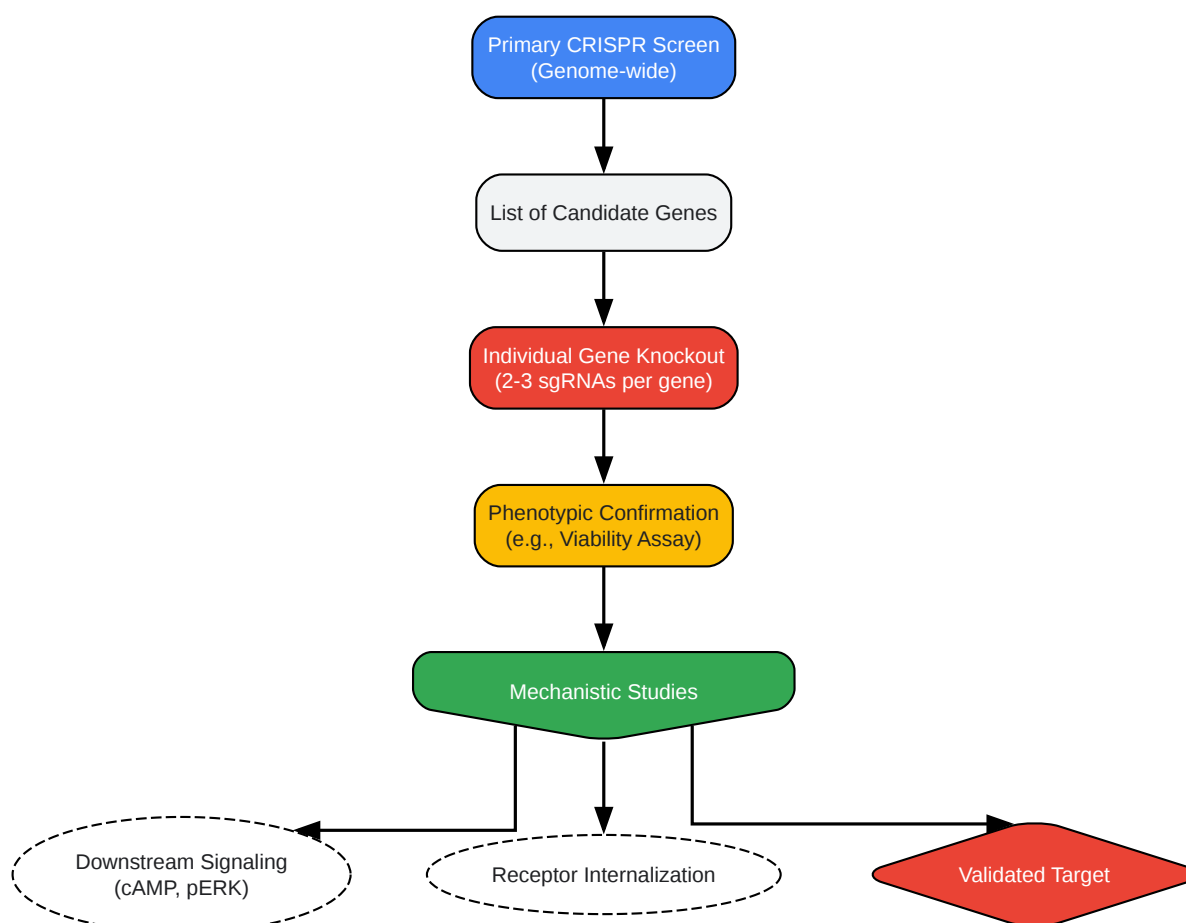 Primary CRISPR Screen
(Genome-wide)
List of Candidate Genes
Individual Gene Knockout
(2-3 sgRNAs per gene)
Phenotypic Confirmation
(e.g., Viability Assay)
Mechanistic Studies
Downstream Signaling
(cAMP, pERK)
Receptor Internalization
Validated Target